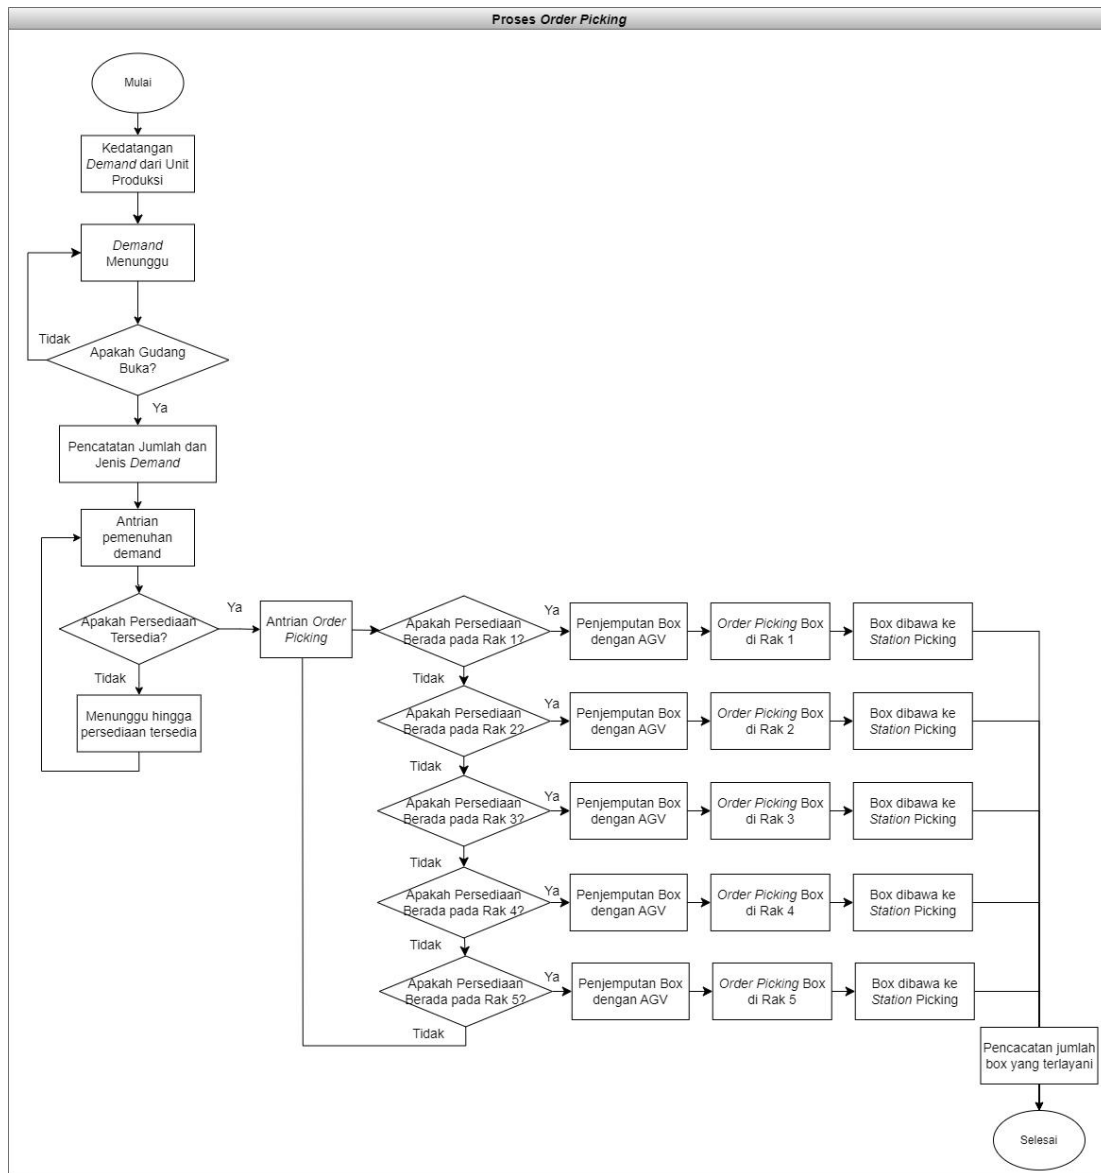 Proses Order Picking
Mulai
Kedatangan
Demand dari Unit
Produksi
Demand
Menunggu
Tidak
Apakah Gudang
Buka?
Ya
Pencatatan Jumlah dan
Jenis Demand
Antrian
pemenuhan
demand
Apakah Persediaan
Tersedia?
Ya
Tidak
Menunggu hingga
persediaan tersedia
Antrian Order
Picking
Apakah Persediaan
Berada pada Rak 1?
Ya
Penjemputan Box
dengan AGV
Order Picking Box
di Rak 1
Box dibawa ke
Station Picking
Tidak
Apakah Persediaan
Berada pada Rak 2?
Ya
Penjemputan Box
dengan AGV
Order Picking Box
di Rak 2
Box dibawa ke
Station Picking
Tidak
Apakah Persediaan
Berada pada Rak 3?
Ya
Penjemputan Box
dengan AGV
Order Picking Box
di Rak 3
Box dibawa ke
Station Picking
Tidak
Apakah Persediaan
Berada pada Rak 4?
Ya
Penjemputan Box
dengan AGV
Order Picking Box
di Rak 4
Box dibawa ke
Station Picking
Tidak
Apakah Persediaan
Berada pada Rak 5?
Ya
Penjemputan Box
dengan AGV
Order Picking Box
di Rak 5
Box dibawa ke
Station Picking
Tidak
Pencacatan jumlah
box yang terlayani
Selesai